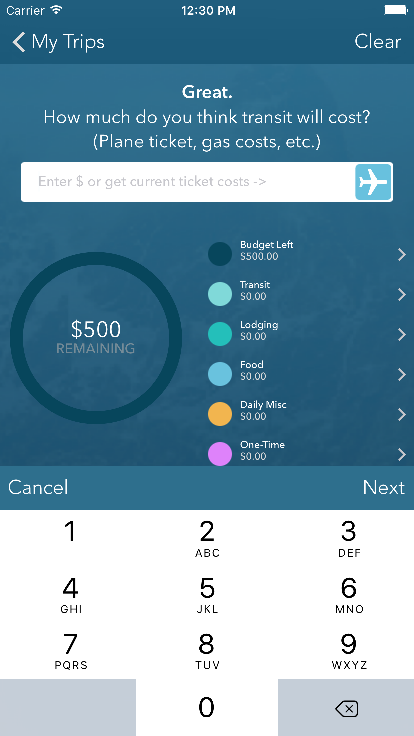 Carrier 12:30 PM
My Trips Clear
Great.
How much do you think transit will cost?
(Plane ticket, gas costs, etc.)
Enter $ or get current ticket costs ->
Budget Left
$500.00
Transit
$0.00
Lodging
$0.00
Food
$0.00
Daily Misc
$0.00
One-Time
$0.00
$500
REMAINING
Cancel Next
1 2 3
ABC DEF
4 5 6
GHI JKL MNO
7 8 9
PQRS TUV WXYZ
0